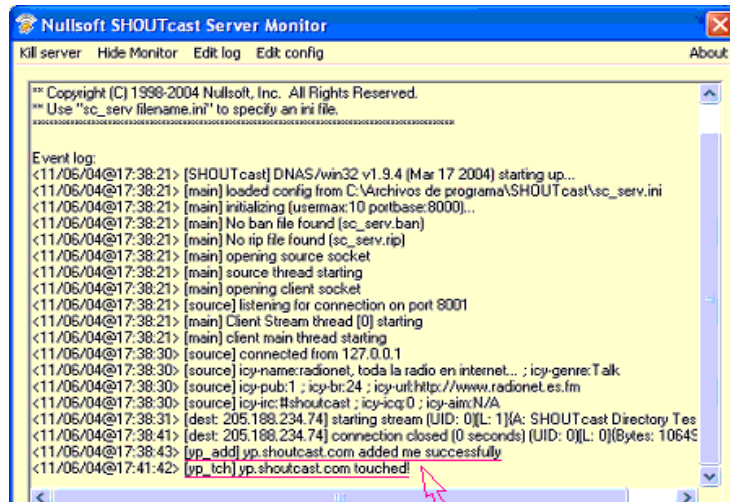 Nullsoft SHOUTcast Server Monitor
Kill server Hide Monitor Edit log Edit config About
** Copyright (C) 1998-2004 Nullsoft, Inc. All Rights Reserved.
** Use "sc_serv filename.ini" to specify an ini file.
Event log:
<11/06/04@17:38:21> [SHOUTcast] DNAS/win32 v1.9.4 (Mar 17 2004) starting up...
<11/06/04@17:38:21> [main] loaded config from C:\Archivos de programa\SHOUTcast\sc_serv.ini
<11/06/04@17:38:21> [main] initializing (usermax:10 portbase:8000)...
<11/06/04@17:38:21> [main] No ban file found (sc_serv.ban)
<11/06/04@17:38:21> [main] No rip file found (sc_serv.rip)
<11/06/04@17:38:21> [main] opening source socket
<11/06/04@17:38:21> [main] source thread starting
<11/06/04@17:38:21> [main] opening client socket
<11/06/04@17:38:21> [source] listening for connection on port 8001
<11/06/04@17:38:21> [main] Client Stream thread [0] starting
<11/06/04@17:38:21> [main] client main thread starting
<11/06/04@17:38:30> [source] connected from 127.0.0.1
<11/06/04@17:38:30> [source] icy-name:radionet, toda la radio en internet... ; icy-genre:Talk
<11/06/04@17:38:30> [source] icy-pub:1 ; icy-br:24 ; icy-url:http://www.radionet.es.fm
<11/06/04@17:38:30> [source] icy-irc:#shoutcast ; icy-icq:0 ; icy-aim:N/A
<11/06/04@17:38:31> [dest: 205.188.234.74] starting stream (UID: 0)[L: 1]{A: SHOUTcast Directory Tes
<11/06/04@17:38:41> [dest: 205.188.234.74] connection closed (0 seconds) (UID: 0)[L: 0]{Bytes: 10649
<11/06/04@17:38:43> [yp_add] yp.shoutcast.com added me successfully
<11/06/04@17:41:42> [yp_tch] yp.shoutcast.com touched!